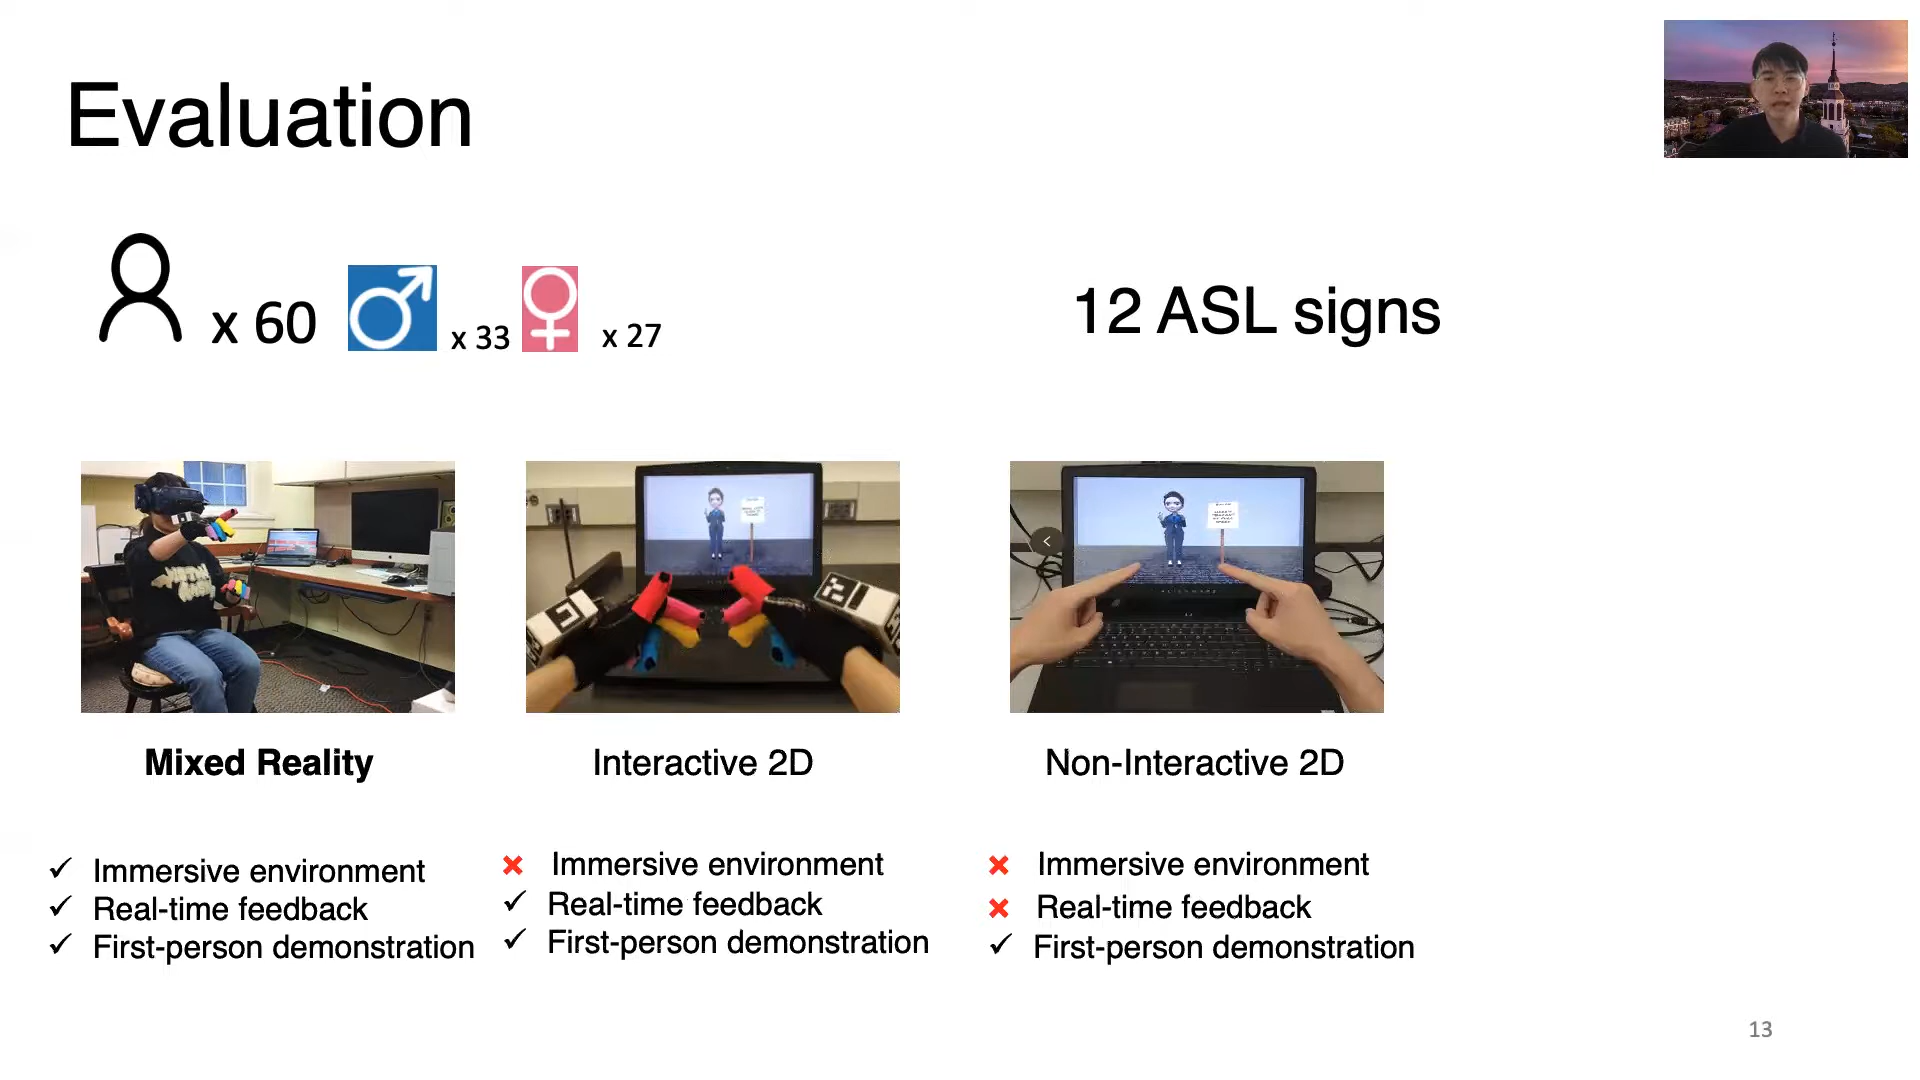 Evaluation
x 60
x 33
x 27
12 ASL signs
Mixed Reality
Interactive 2D
Non-Interactive 2D
Immersive environment
Real-time feedback
First-person demonstration
Immersive environment
Real-time feedback
First-person demonstration
Immersive environment
Real-time feedback
First-person demonstration
13